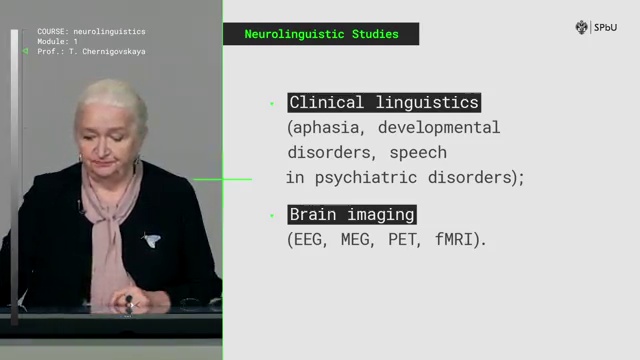 COURSE: neurolinguistics
Module: 1
Prof.: T. Chernigovskaya
Neurolinguistic Studies
SPbU
Clinical linguistics
(aphasia, developmental
disorders, speech
in psychiatric disorders);
Brain imaging
(EEG, MEG, PET, fMRI).